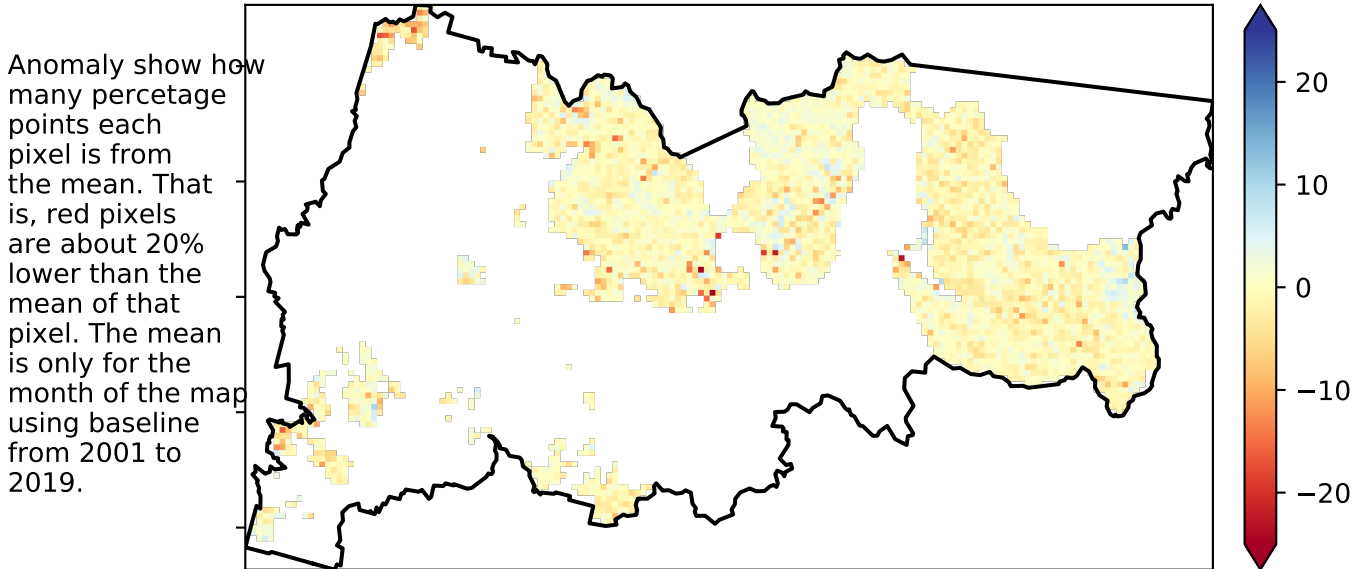 Anomaly show how
many percetage
points each
pixel is from
the mean. That
is, red pixels
are about 20%
lower than the
mean of that
pixel. The mean
is only for the
month of the map
using baseline
from 2001 to
2019.
20
10
0
−10
−20